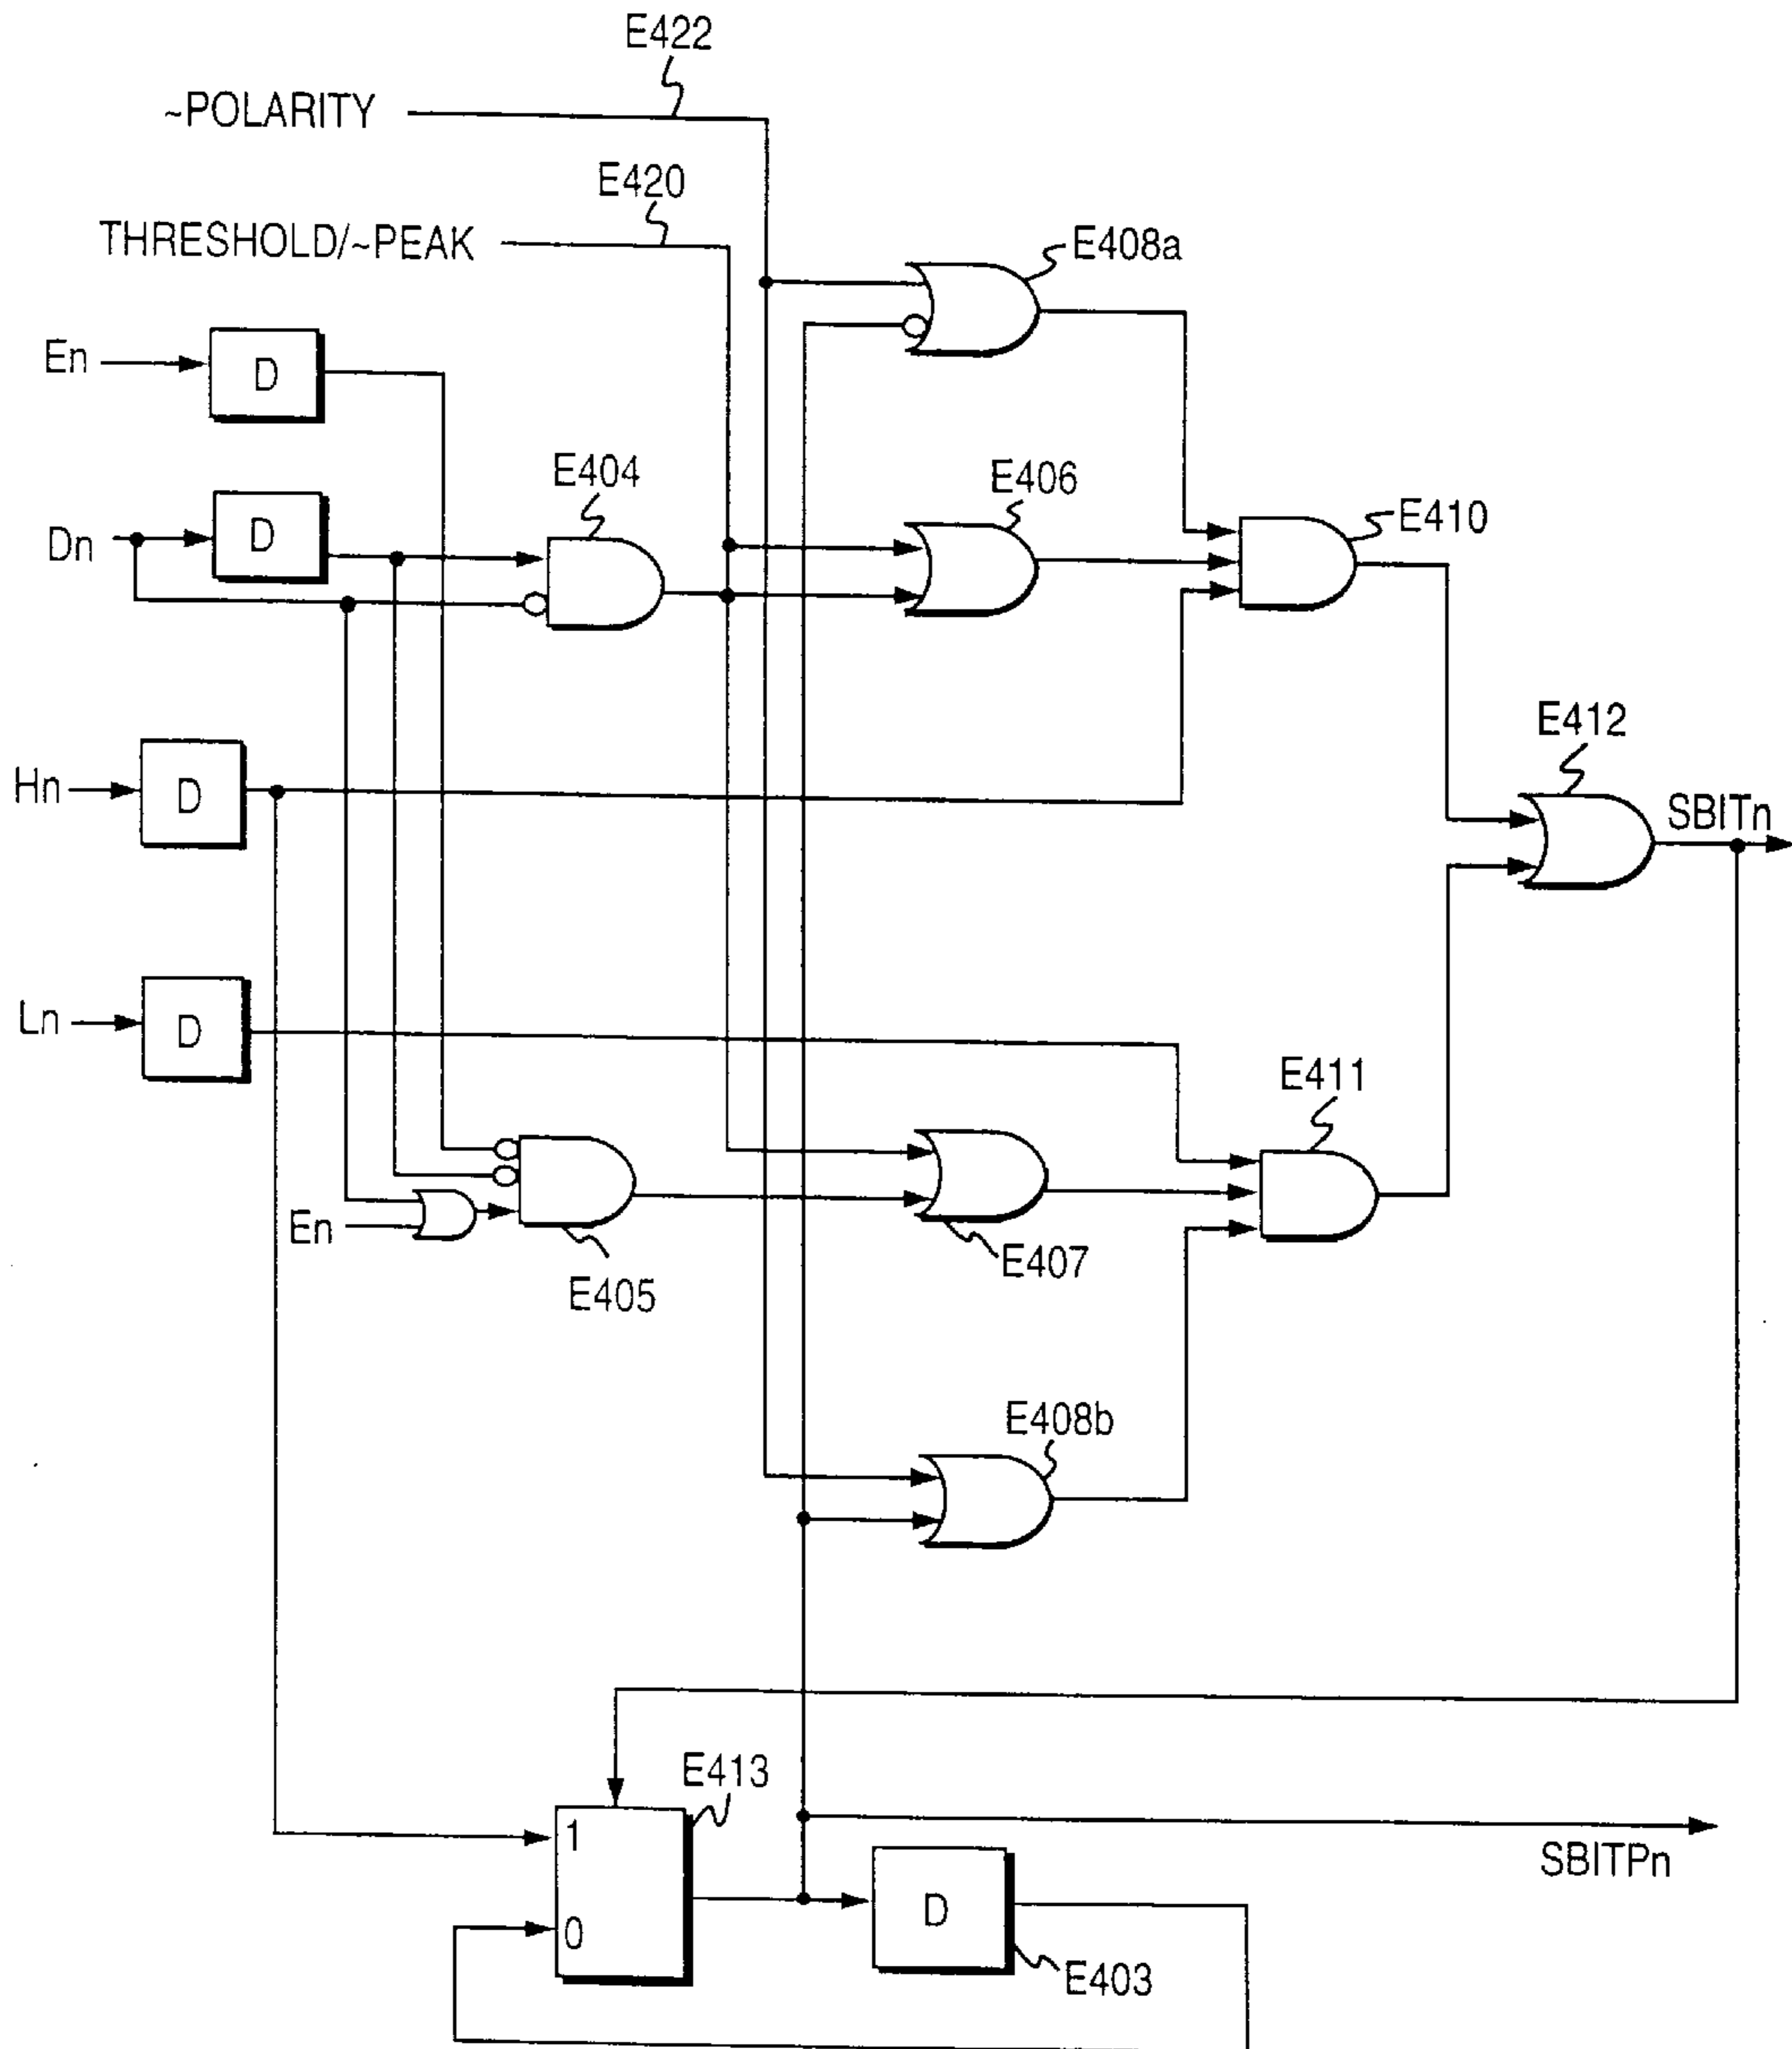 E422
~POLARITY
E420
THRESHOLD/~PEAK
E408a
En
D
E404
E406
E410
Dn
D
E412
Hn
D
SBITn
Ln
D
E411
En
E407
E405
E408b
E413
1
SBITPn
D
0
E403